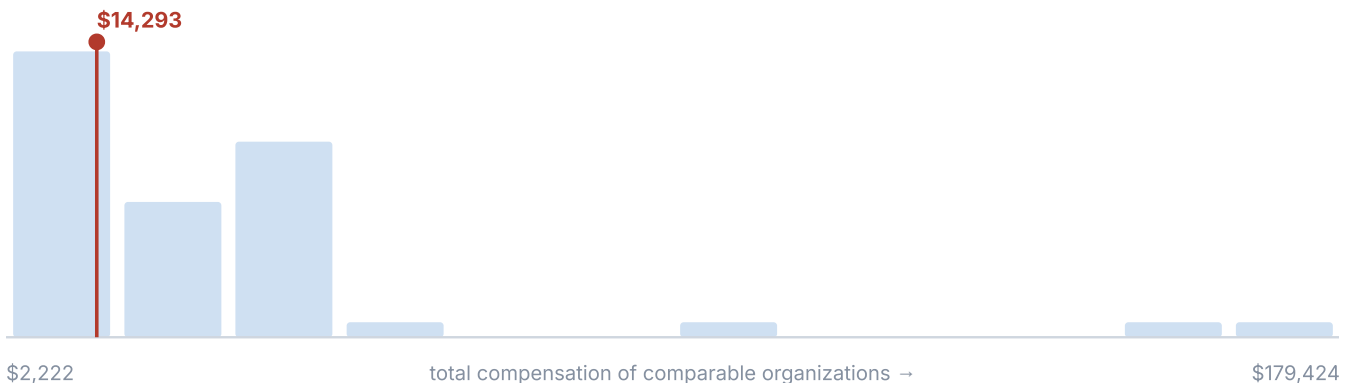 $14,293
$2,222 total compensation of comparable organizations → $179,424